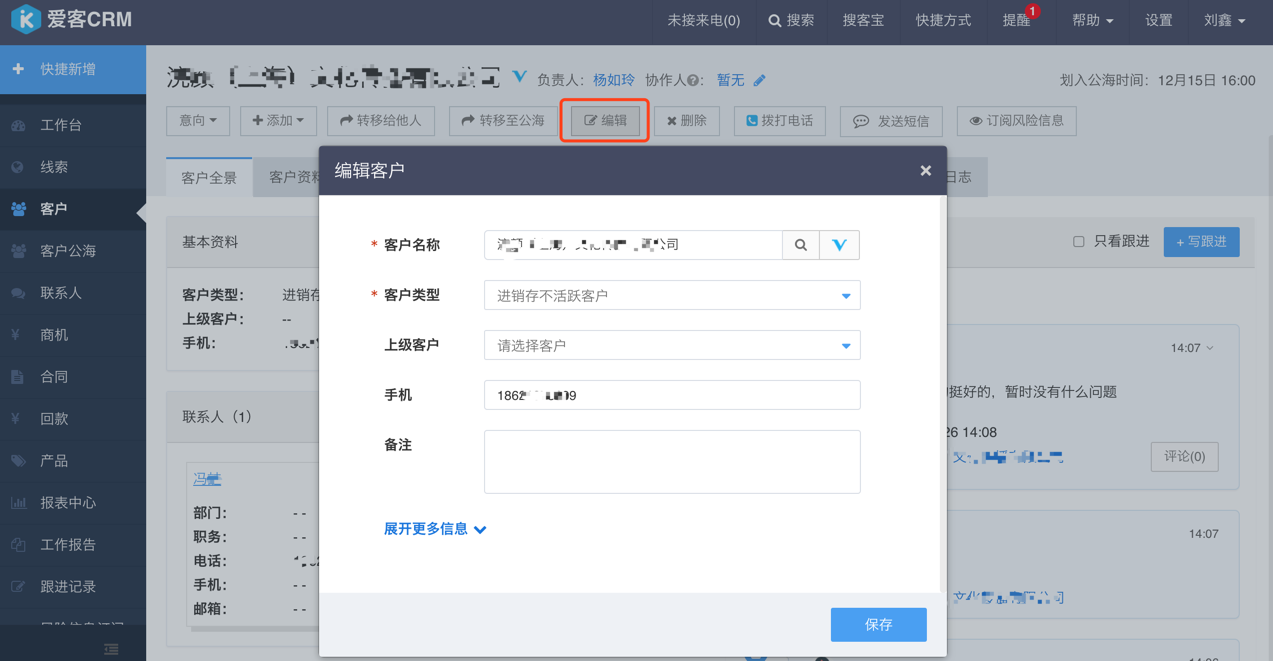 爱客CRM
未接来电(0)
搜索
搜客宝
快捷方式
提醒
1
帮助
设置
刘鑫
快捷新增
工作台
线索
客户
客户公海
联系人
商机
合同
回款
产品
报表中心
工作报告
跟进记录
负责人: 杨如玲 协作人 : 暂无
划入公海时间: 12月15日 16:00
意向
添加
转移给他人
转移至公海
编辑
删除
拨打电话
发送短信
订阅风险信息
客户全景
客户资料
日志
基本资料
只看跟进
+ 写跟进
客户类型:
进销存
上级客户:
--
手机:
联系人 (1)
部门: - -
职务: - -
电话:
手机: - -
邮箱: - -
编辑客户
×
* 客户名称
公司
* 客户类型
进销存不活跃客户
上级客户
请选择客户
手机
备注
展开更多信息
保存
14:07
挺好的, 暂时没有什么问题
26 14:08
评论(0)
14:07